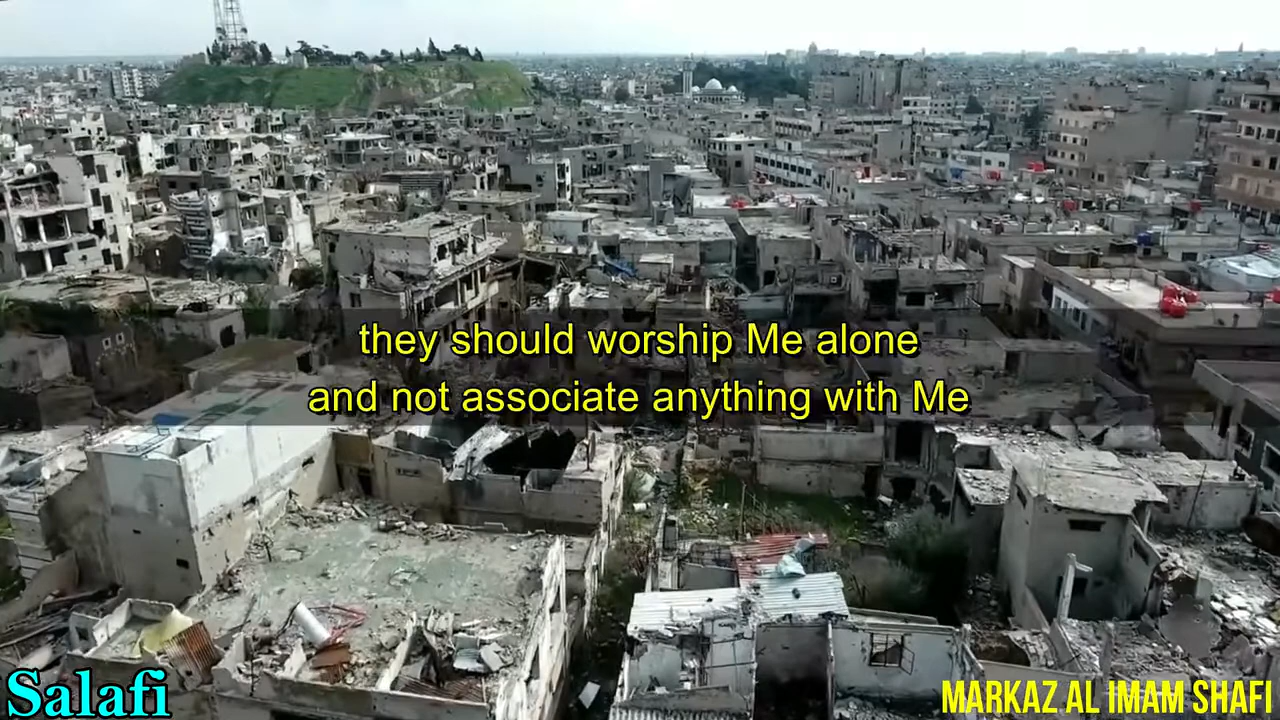 they should worship Me alone
and not associate anything with Me
Salafi
MARKAZ AL IMAM SHAFI